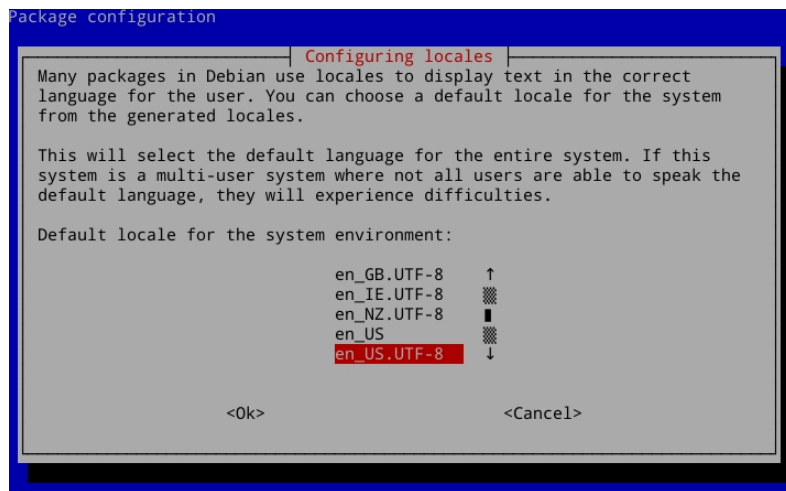 Package configuration
Configuring locales
Many packages in Debian use locales to display text in the correct
language for the user. You can choose a default locale for the system
from the generated locales.
This will select the default language for the entire system. If this
system is a multi-user system where not all users are able to speak the
default language, they will experience difficulties.
Default locale for the system environment:
en_GB.UTF-8
en_IE.UTF-8
en_NZ.UTF-8
en_US
en_US.UTF-8
<Ok> <Cancel>